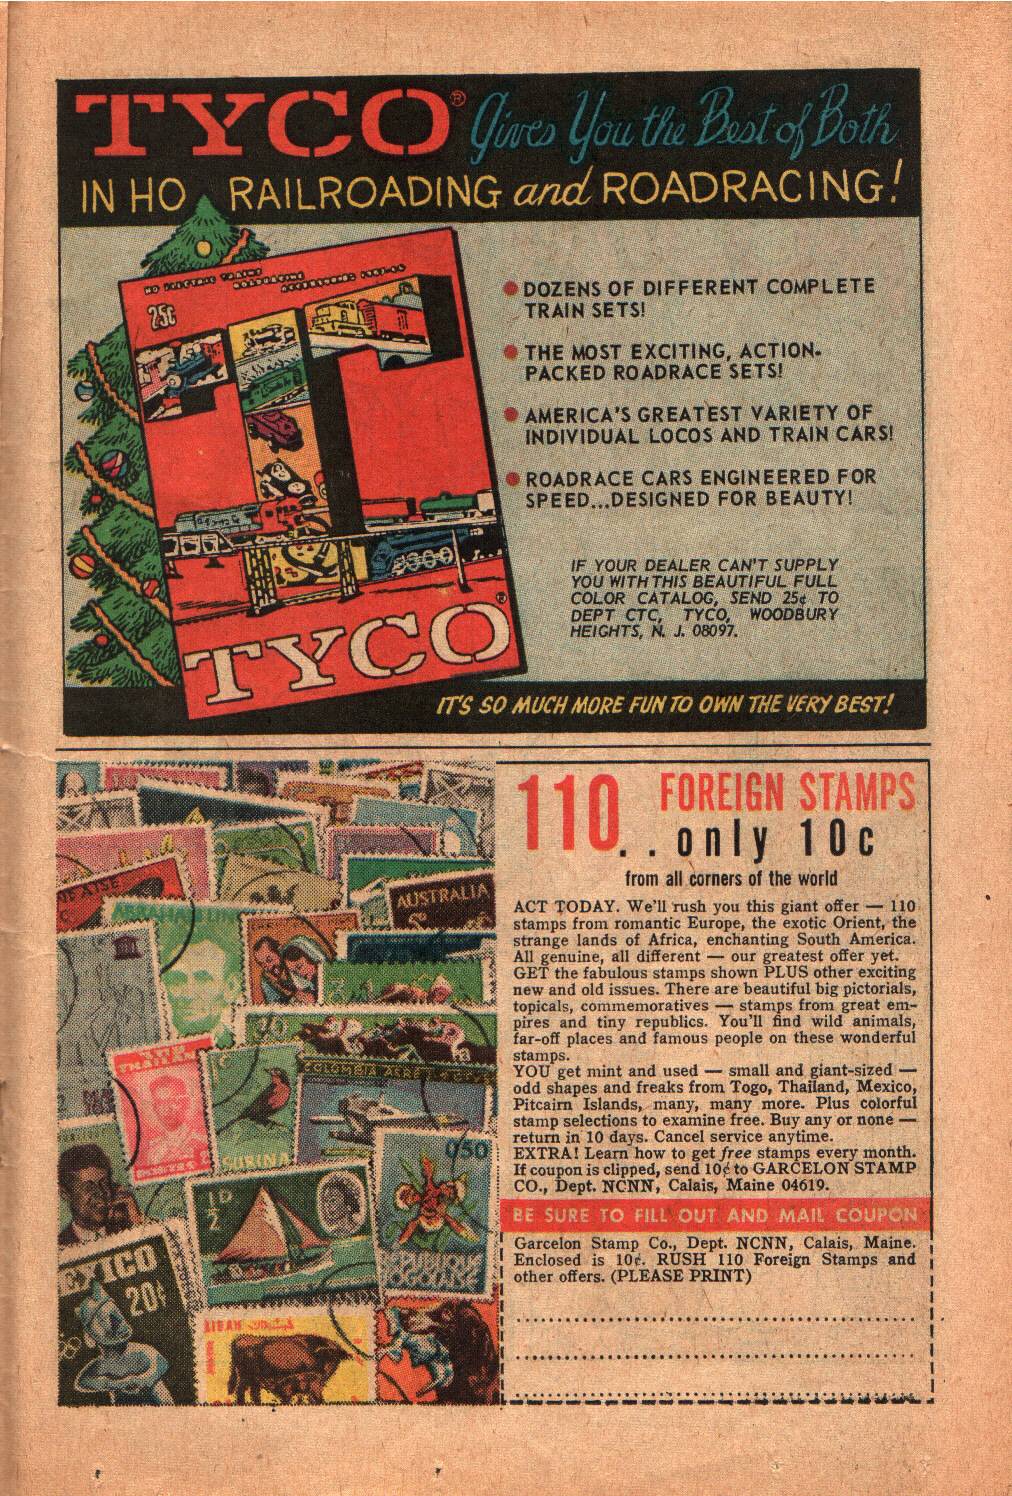 TYCO® Gives You the Best of Both
IN HO RAILROADING and ROADRACING!
HO ELECTRIC TRAINS
ROADRACING
ACCESSORIES
25¢
TYCO®
● DOZENS OF DIFFERENT COMPLETE
TRAIN SETS!
● THE MOST EXCITING, ACTION-
PACKED ROADRACE SETS!
● AMERICA'S GREATEST VARIETY OF
INDIVIDUAL LOCOS AND TRAIN CARS!
● ROADRACE CARS ENGINEERED FOR
SPEED...DESIGNED FOR BEAUTY!
IF YOUR DEALER CAN'T SUPPLY
YOU WITH THIS BEAUTIFUL FULL
COLOR CATALOG, SEND 25¢ TO
DEPT CTC, TYCO, WOODBURY
HEIGHTS, N. J. 08097.
IT'S SO MUCH MORE FUN TO OWN THE VERY BEST!
AUSTRALIA
5c
THAILAND
COLOMBIA AEREO
SURINA
050
½D
EXICO
20¢
110 FOREIGN STAMPS
. . only 10c
from all corners of the world
ACT TODAY. We'll rush you this giant offer — 110
stamps from romantic Europe, the exotic Orient, the
strange lands of Africa, enchanting South America.
All genuine, all different — our greatest offer yet.
GET the fabulous stamps shown PLUS other exciting
new and old issues. There are beautiful big pictorials,
topicals, commemoratives — stamps from great em-
pires and tiny republics. You'll find wild animals,
far-off places and famous people on these wonderful
stamps.
YOU get mint and used — small and giant-sized —
odd shapes and freaks from Togo, Thailand, Mexico,
Pitcairn Islands, many, many more. Plus colorful
stamp selections to examine free. Buy any or none —
return in 10 days. Cancel service anytime.
EXTRA! Learn how to get free stamps every month.
If coupon is clipped, send 10¢ to GARCELON STAMP
CO., Dept. NCNN, Calais, Maine 04619.
BE SURE TO FILL OUT AND MAIL COUPON
Garcelon Stamp Co., Dept. NCNN, Calais, Maine.
Enclosed is 10¢. RUSH 110 Foreign Stamps and
other offers. (PLEASE PRINT)